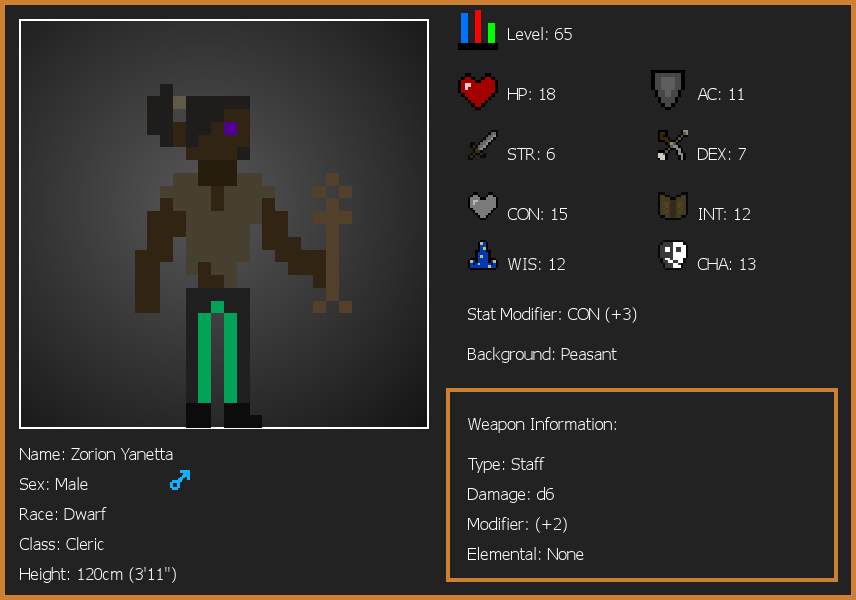 Level: 65
HP: 18
AC: 11
STR: 6
DEX: 7
CON: 15
INT: 12
WIS: 12
CHA: 13
Stat Modifier: CON (+3)
Background: Peasant
Weapon Information:
Type: Staff
Damage: d6
Modifier: (+2)
Elemental: None
Name: Zorion Yanetta
Sex: Male
Race: Dwarf
Class: Cleric
Height: 120cm (3'11")